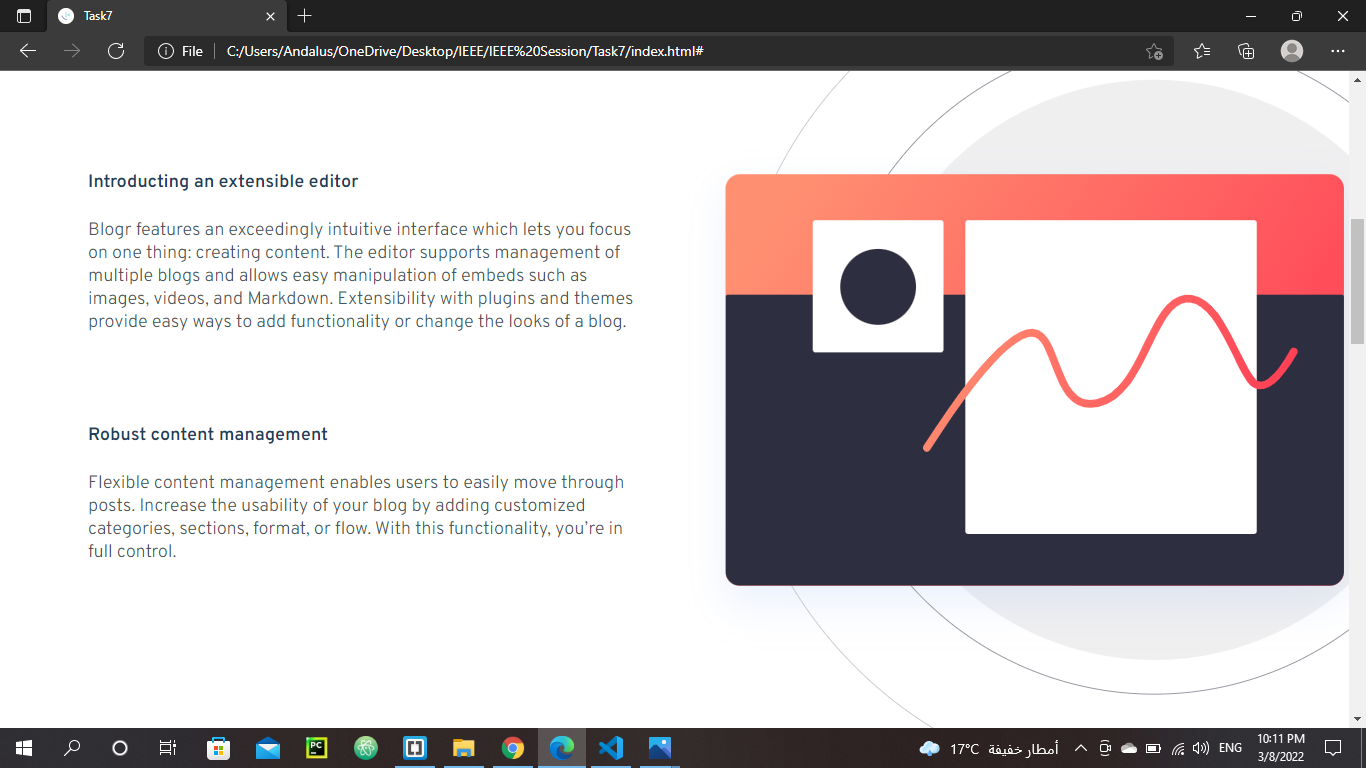 Task7
File
C:/Users/Andalus/OneDrive/Desktop/IEEE/IEEE%20Session/Task7/index.html#
Introducting an extensible editor
Blogr features an exceedingly intuitive interface which lets you focus
on one thing: creating content. The editor supports management of
multiple blogs and allows easy manipulation of embeds such as
images, videos, and Markdown. Extensibility with plugins and themes
provide easy ways to add functionality or change the looks of a blog.
Robust content management
Flexible content management enables users to easily move through
posts. Increase the usability of your blog by adding customized
categories, sections, format, or flow. With this functionality, you’re in
full control.
PC
17°C أمطار خفيفة
ENG
10:11 PM
3/8/2022